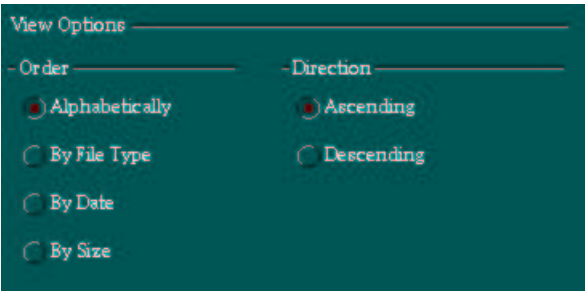 View Options
Order
Direction
Alphabetically
Ascending
By File Type
Descending
By Date
By Size